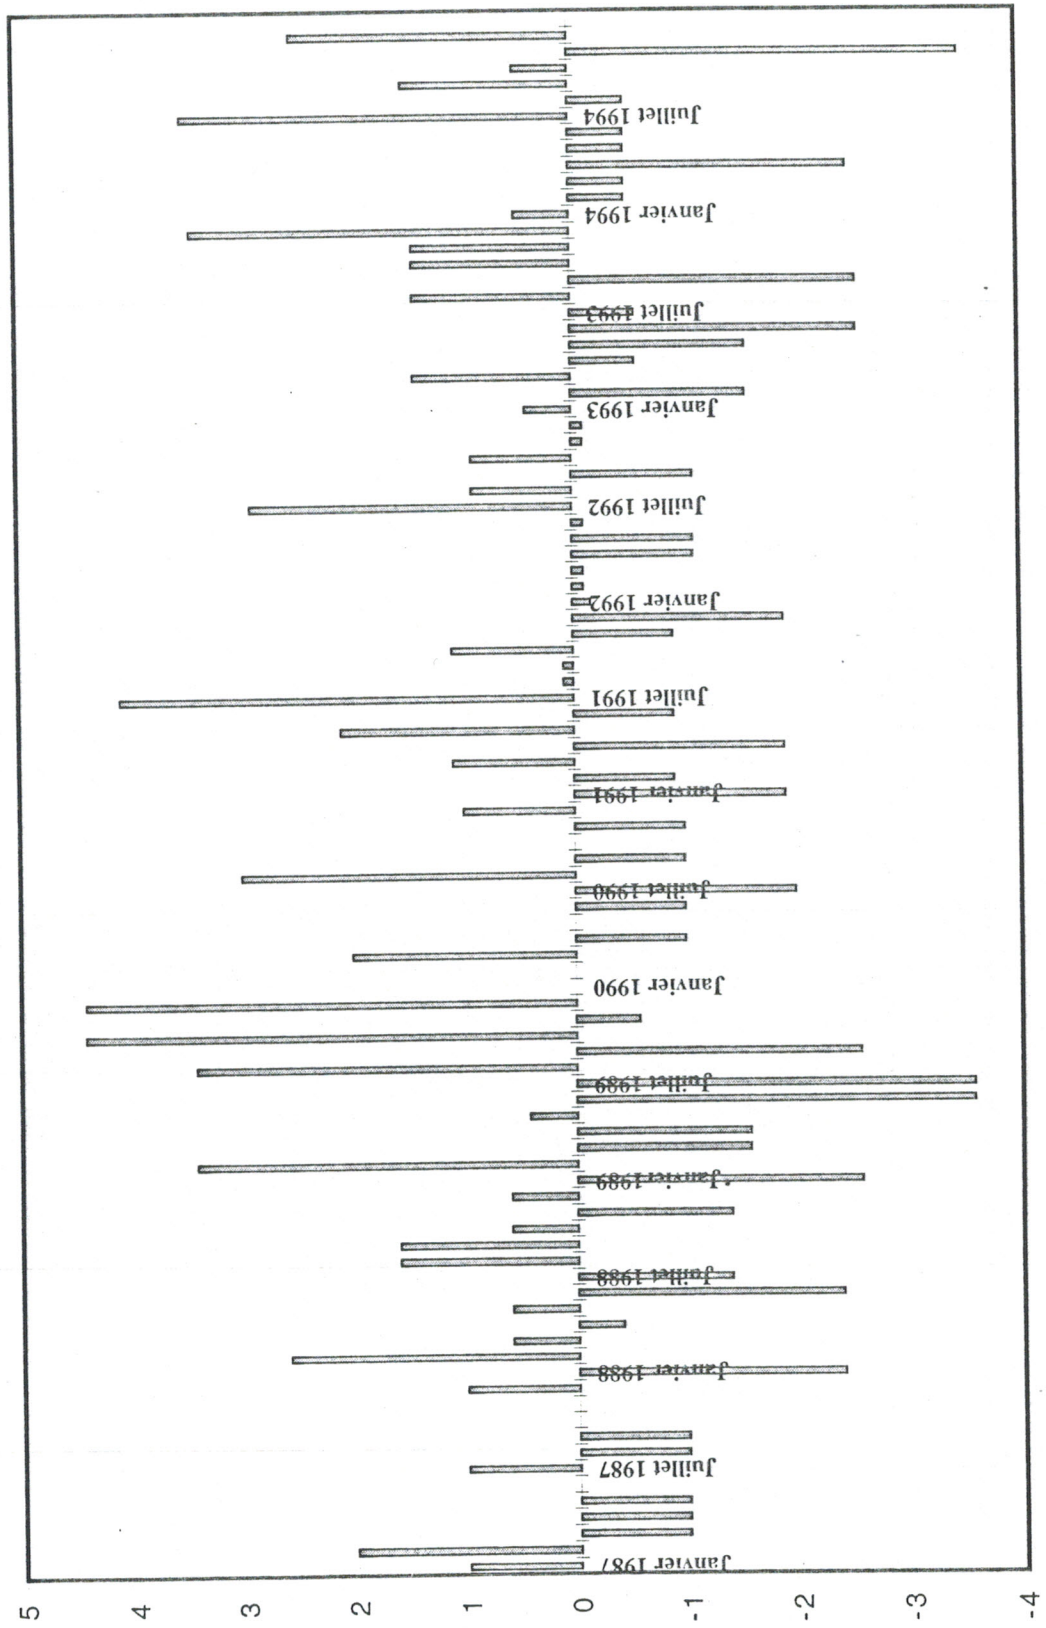 5
4
3
2
1
0
-1
-2
-3
-4
Janvier 1987
Juillet 1987
Janvier 1988
Juillet 1988
Janvier 1989
Juillet 1989
Janvier 1990
Juillet 1990
Janvier 1991
Juillet 1991
Janvier 1992
Juillet 1992
Janvier 1993
Juillet 1993
Janvier 1994
Juillet 1994